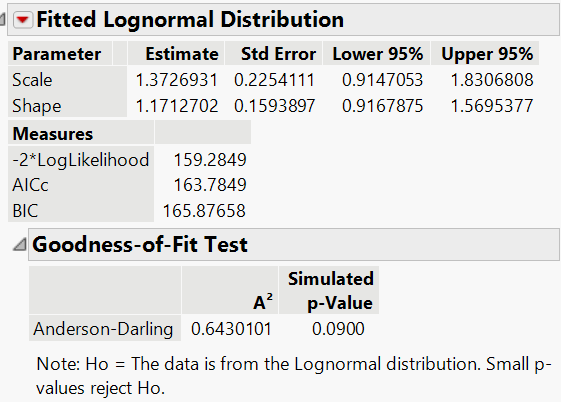 Fitted Lognormal Distribution
Parameter Estimate Std Error Lower 95% Upper 95%
Scale 1.3726931 0.2254111 0.9147053 1.8306808
Shape 1.1712702 0.1593897 0.9167875 1.5695377
Measures
-2*LogLikelihood 159.2849
AICc 163.7849
BIC 165.87658
Goodness-of-Fit Test
Simulated
A² p-Value
Anderson-Darling 0.6430101 0.0900
Note: Ho = The data is from the Lognormal distribution. Small p-
values reject Ho.